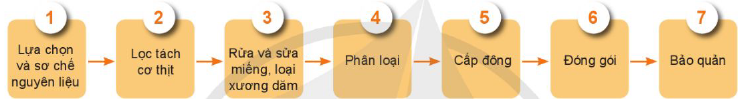 1
Lựa chọn
và sơ chế
nguyên liệu
2
Lọc tách
cơ thịt
3
Rửa và sửa
miếng, loại
xương dăm
4
Phân loại
5
Cấp đông
6
Đóng gói
7
Bảo quản